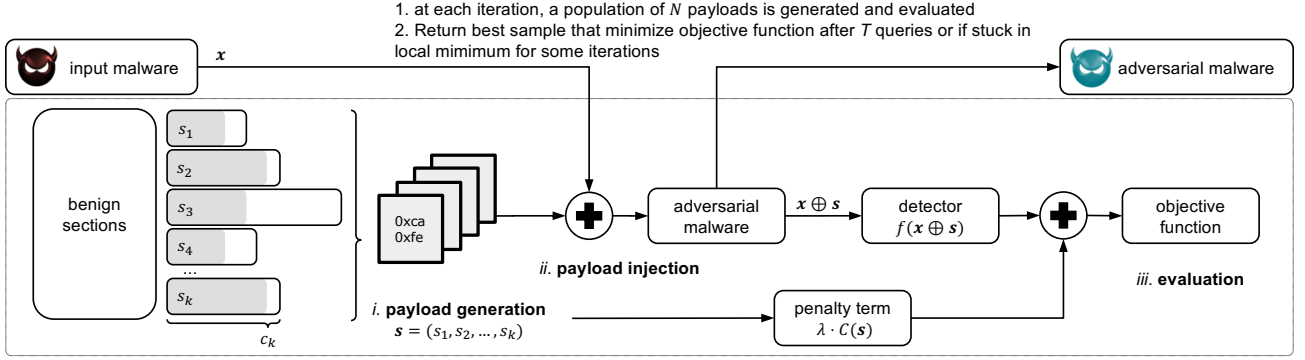 1. at each iteration, a population of N payloads is generated and evaluated
2. Return best sample that minimize objective function after T queries or if stuck in
local mimimum for some iterations
input malware
x
adversarial malware
benign
sections
s₁
s₂
s₃
s₄
...
sₖ
cₖ
0xca
0xfe
i. payload generation
s = (s₁, s₂, ..., sₖ)
ii. payload injection
adversarial
malware
x ⊕ s
detector
f(x ⊕ s)
penalty term
λ · C(s)
objective
function
iii. evaluation